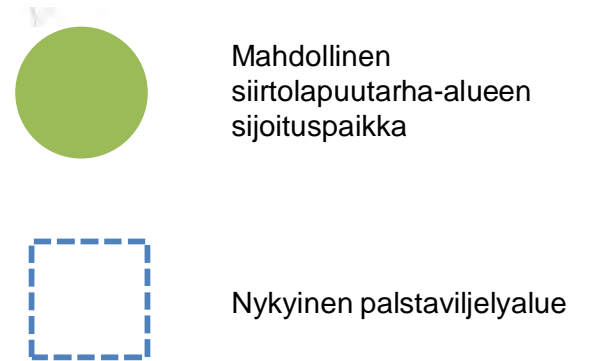 Mahdollinen
siirtolapuutarha-alueen
sijoituspaikka
Nykyinen palstaviljelyalue